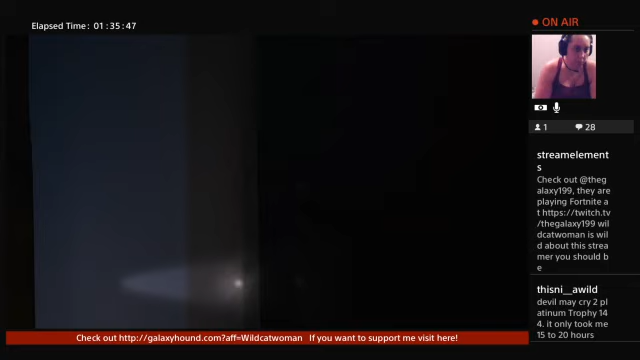 Elapsed Time: 01:35:47
ON AIR
1 28
streamelement
s
Check out @theg
alaxy199, they are
playing Fortnite a
t https://twitch.tv
/thegalaxy199 wil
dcatwoman is wil
d about this strea
mer you should b
e
thisni__awild
devil may cry 2 pl
atinum Trophy 14
4. it only took me
15 to 20 hours
Check out http://galaxyhound.com?aff=Wildcatwoman If you want to support me visit here!